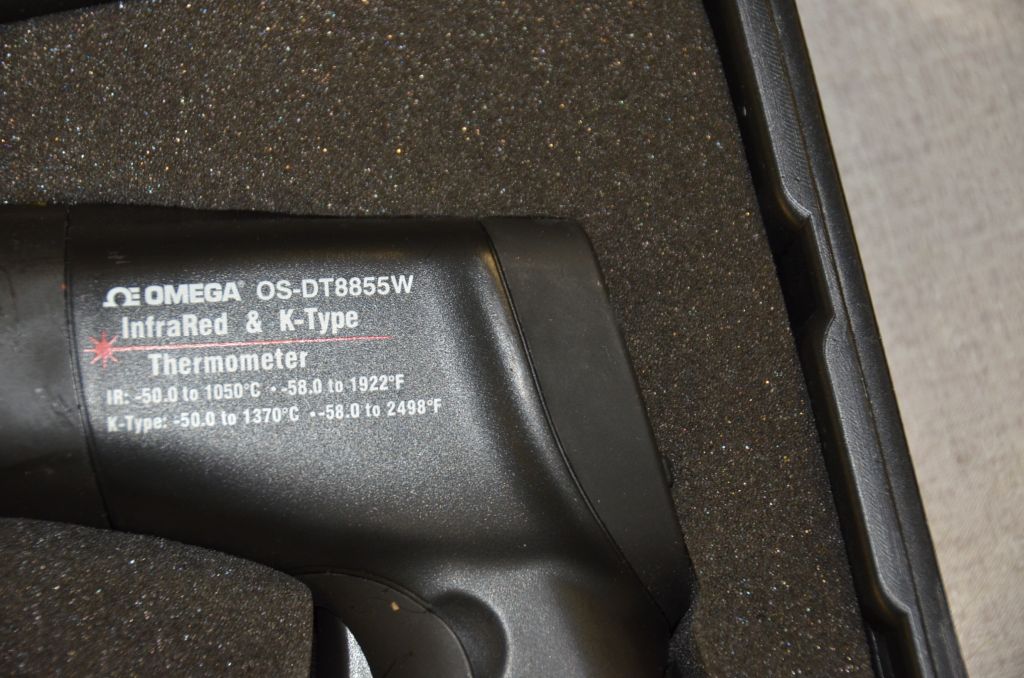 OE OMEGA® OS-DT8855W
InfraRed & K-Type
Thermometer
IR: -50.0 to 1050°C • -58.0 to 1922°F
K-Type: -50.0 to 1370°C • -58.0 to 2498°F